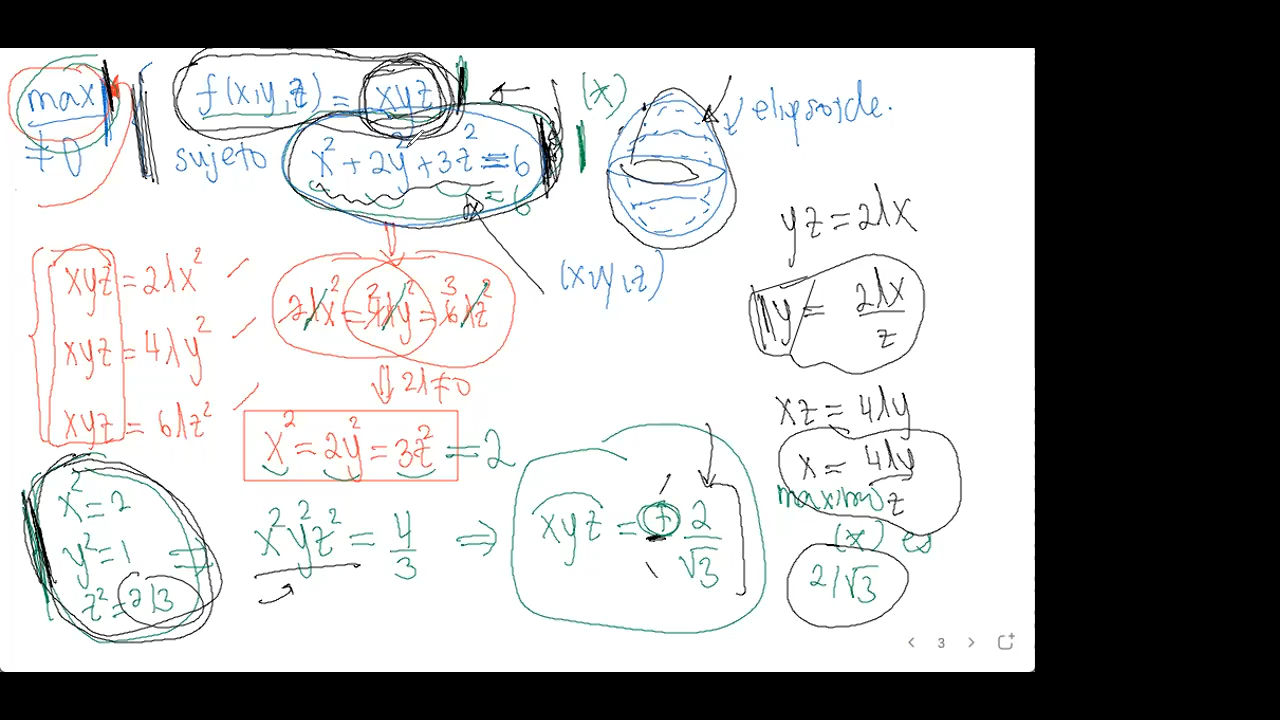 max f(x,y,z) = xyz (x) elipsoide.
≠0 sujeto x² + 2y² + 3z² = 6
= 6
(x,y,z)
xyz = 2λx²
xyz = 4λy²
xyz = 6λz²
2λx² = 4λy² = 6λz²
2λ≠0
x² = 2y² = 3z² = 2
x² = 2
y² = 1
z² = 2/3
⇒ x²y²z² = 4/3 ⇒ xyz = ± 2/√3
yz = 2λx
y = 2λx/z
xz = 4λy
x = 4λy/z
maximo
(x) es
2/√3
3